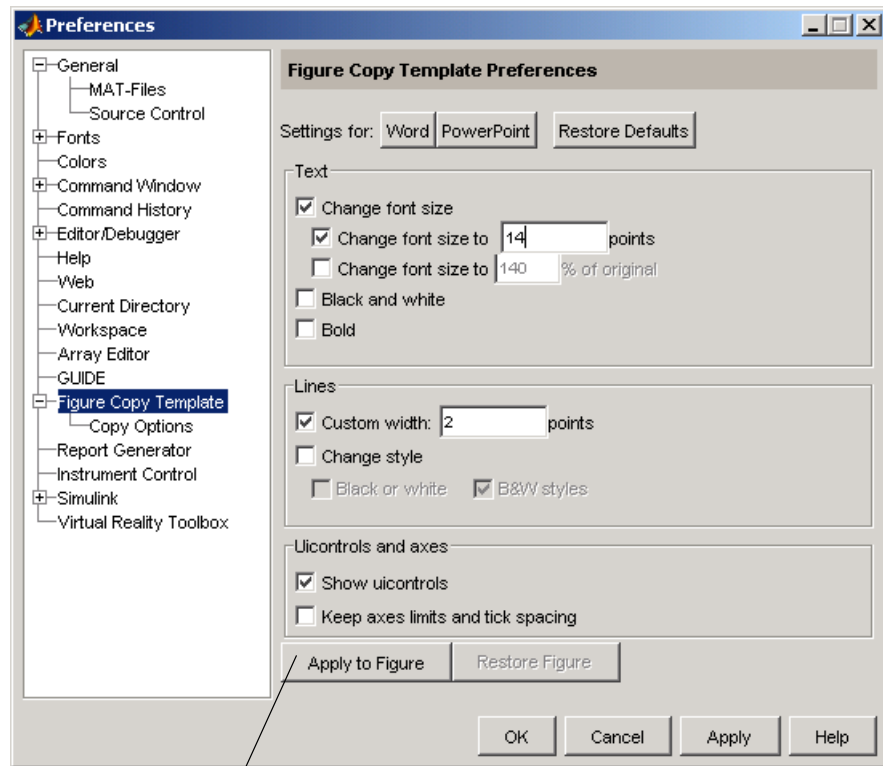 Preferences
General
MAT-Files
Source Control
Fonts
Colors
Command Window
Command History
Editor/Debugger
Help
Web
Current Directory
Workspace
Array Editor
GUIDE
Figure Copy Template
Copy Options
Report Generator
Instrument Control
Simulink
Virtual Reality Toolbox
Figure Copy Template Preferences
Settings for: Word PowerPoint Restore Defaults
Text
Change font size
Change font size to 14 points
Change font size to 140 % of original
Black and white
Bold
Lines
Custom width: 2 points
Change style
Black or white B&W styles
Uicontrols and axes
Show uicontrols
Keep axes limits and tick spacing
Apply to Figure Restore Figure
OK Cancel Apply Help